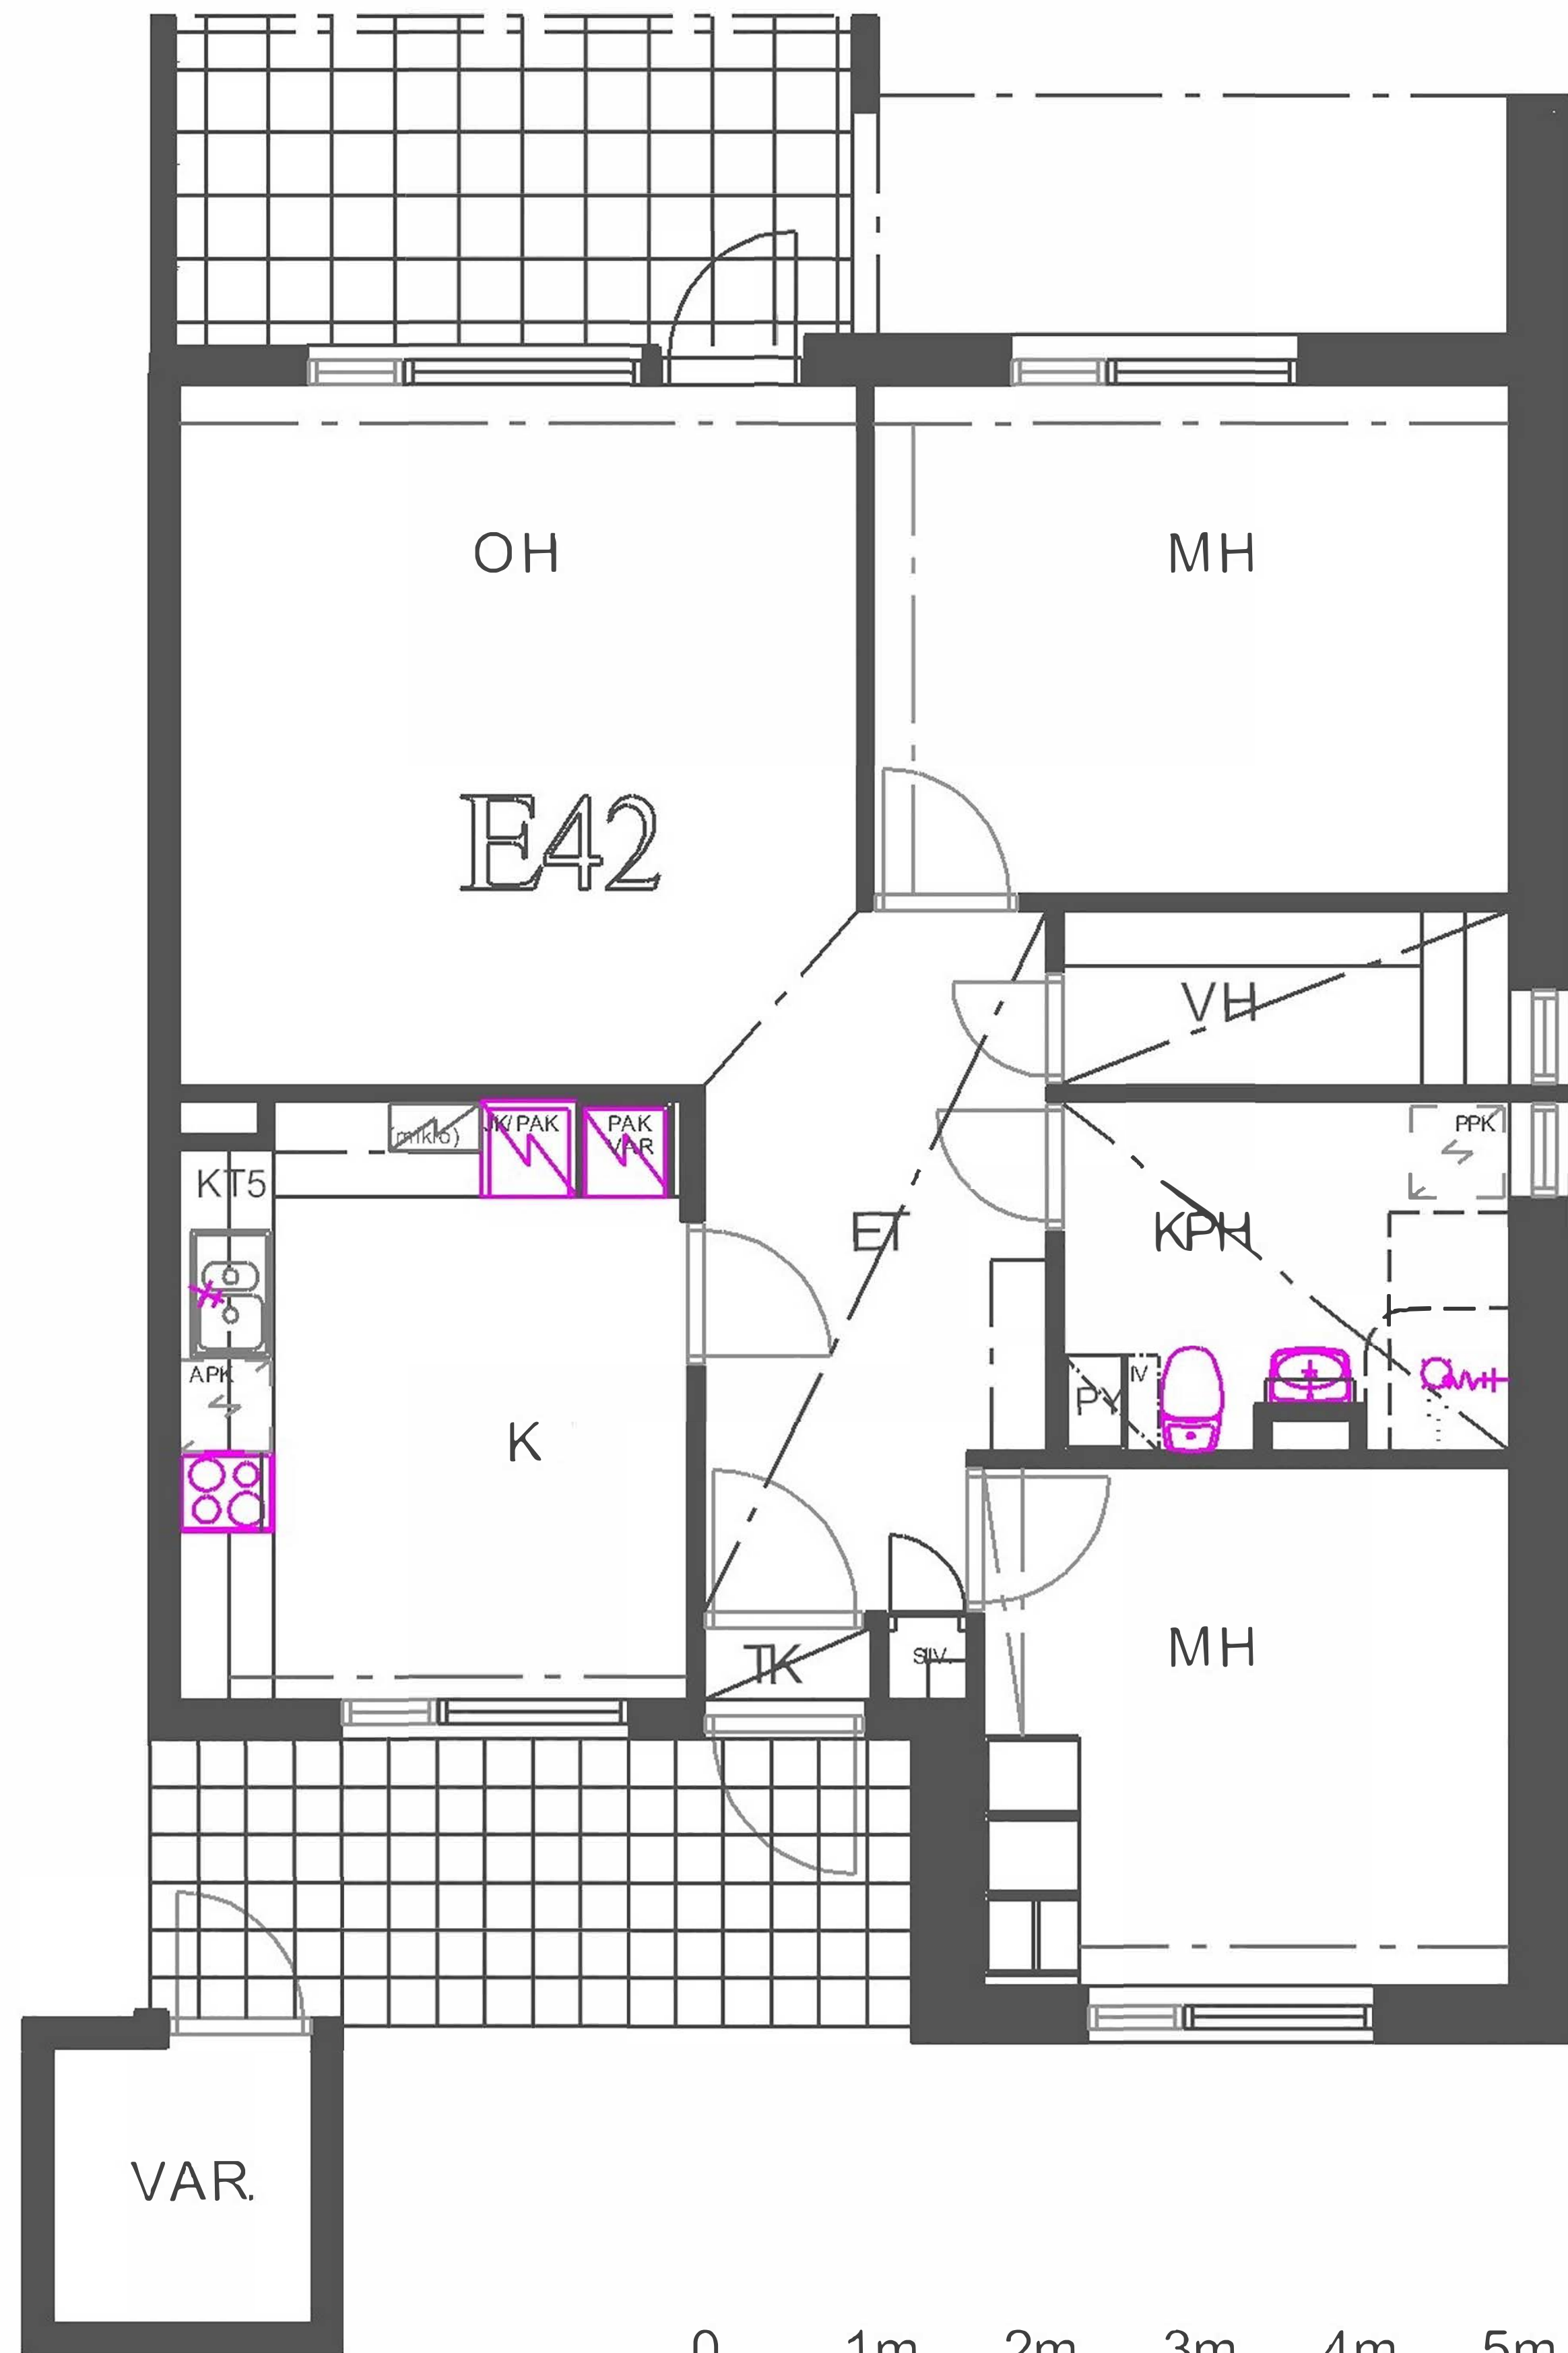 OH
MH
E42
VH
(mikro)
JK/PAK
PAK
VAR
PPK
KT5
ET
KPH
APK
PY
IV
K
TK
SIV.
MH
VAR.
0 1m 2m 3m 4m 5m